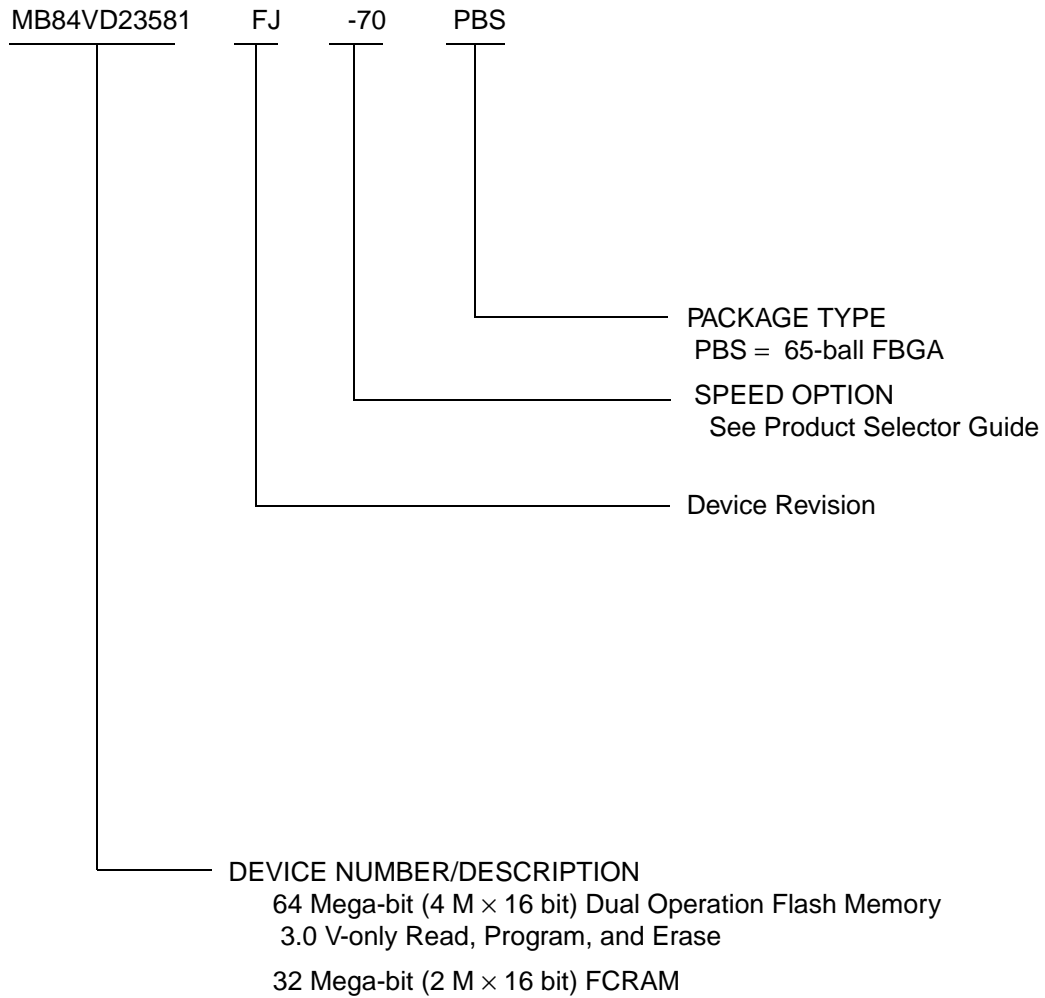 MB84VD23581 FJ -70 PBS
PACKAGE TYPE
PBS = 65-ball FBGA
SPEED OPTION
See Product Selector Guide
Device Revision
DEVICE NUMBER/DESCRIPTION
64 Mega-bit (4 M × 16 bit) Dual Operation Flash Memory
3.0 V-only Read, Program, and Erase
32 Mega-bit (2 M × 16 bit) FCRAM